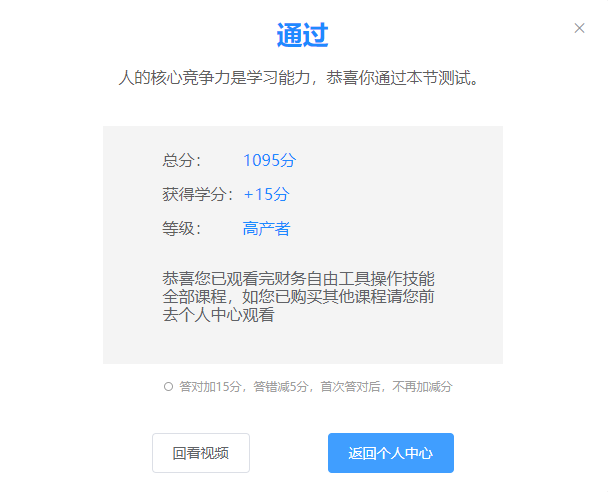 通过
人的核心竞争力是学习能力，恭喜你通过本节测试。
总分： 1095分
获得学分：+15分
等级： 高产者
恭喜您已观看完财务自由工具操作技能
全部课程，如您已购买其他课程请您前
去个人中心观看
答对加15分，答错减5分，首次答对后，不再加减分
回看视频 返回个人中心